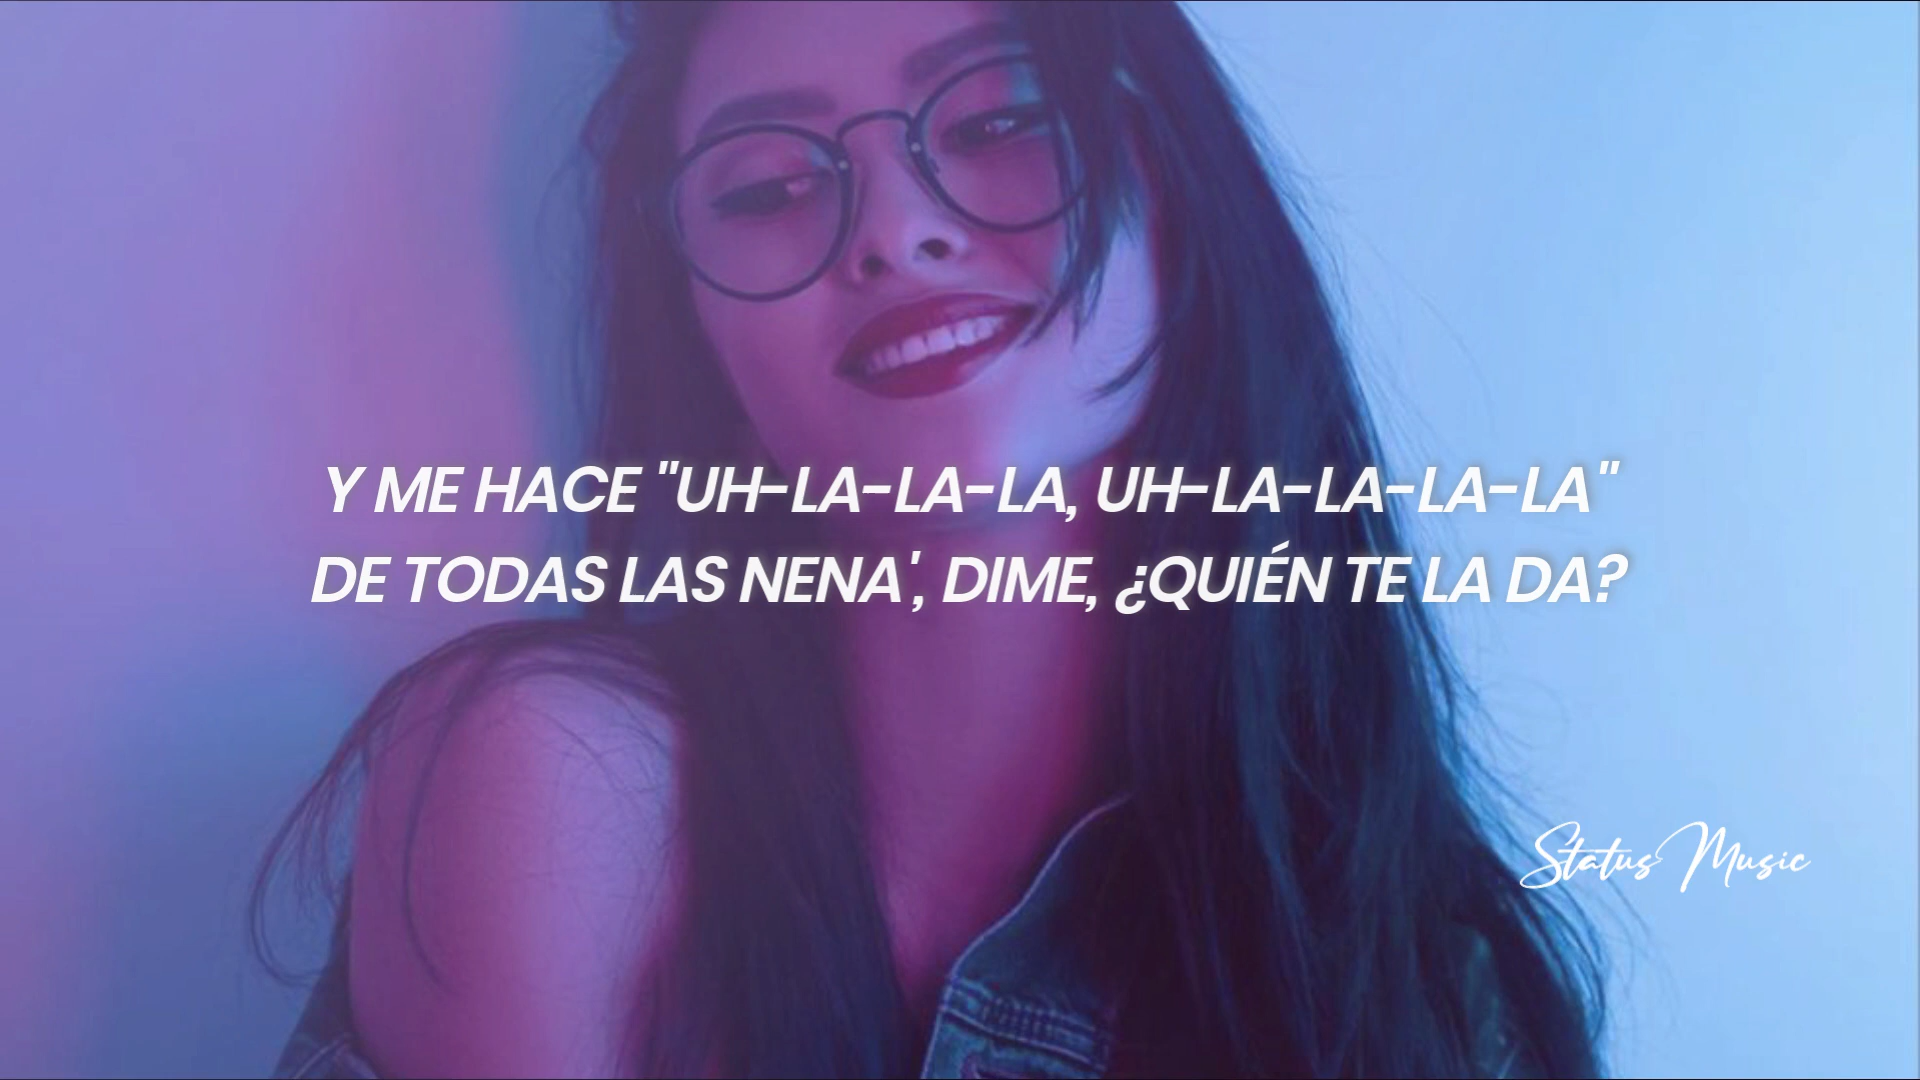 Y ME HACE "UH-LA-LA-LA, UH-LA-LA-LA-LA"
DE TODAS LAS NENA', DIME, ¿QUIÉN TE LA DA?
Status Music